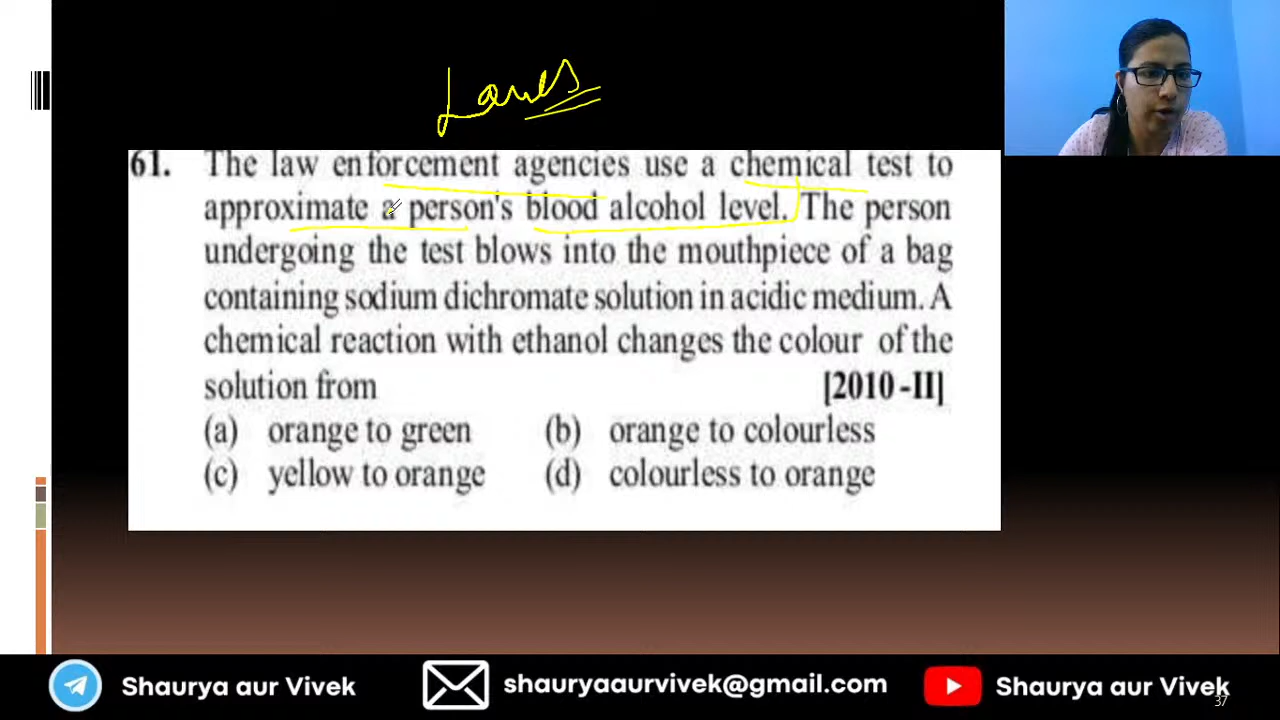 Laws
61. The law enforcement agencies use a chemical test to
approximate a person's blood alcohol level. The person
undergoing the test blows into the mouthpiece of a bag
containing sodium dichromate solution in acidic medium. A
chemical reaction with ethanol changes the colour of the
solution from [2010 -II]
(a) orange to green (b) orange to colourless
(c) yellow to orange (d) colourless to orange
Shaurya aur Vivek shauryaaurvivek@gmail.com Shaurya aur Vivek
37